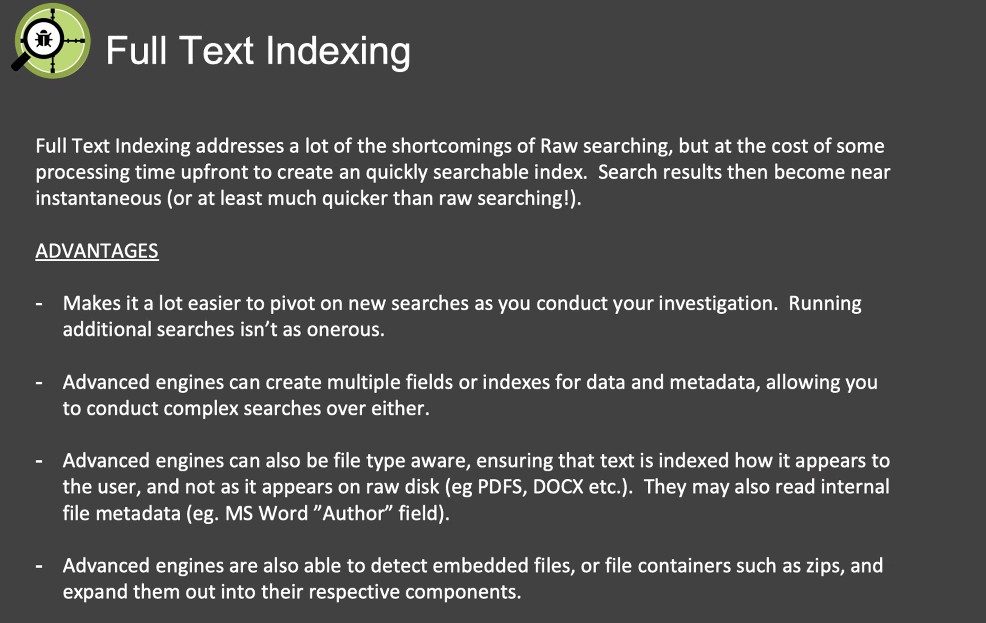 Full Text Indexing
Full Text Indexing addresses a lot of the shortcomings of Raw searching, but at the cost of some
processing time upfront to create an quickly searchable index.  Search results then become near
instantaneous (or at least much quicker than raw searching!).
ADVANTAGES
- Makes it a lot easier to pivot on new searches as you conduct your investigation.  Running
additional searches isn’t as onerous.
- Advanced engines can create multiple fields or indexes for data and metadata, allowing you
to conduct complex searches over either.
- Advanced engines can also be file type aware, ensuring that text is indexed how it appears to
the user, and not as it appears on raw disk (eg PDFS, DOCX etc.).  They may also read internal
file metadata (eg. MS Word ”Author” field).
- Advanced engines are also able to detect embedded files, or file containers such as zips, and
expand them out into their respective components.